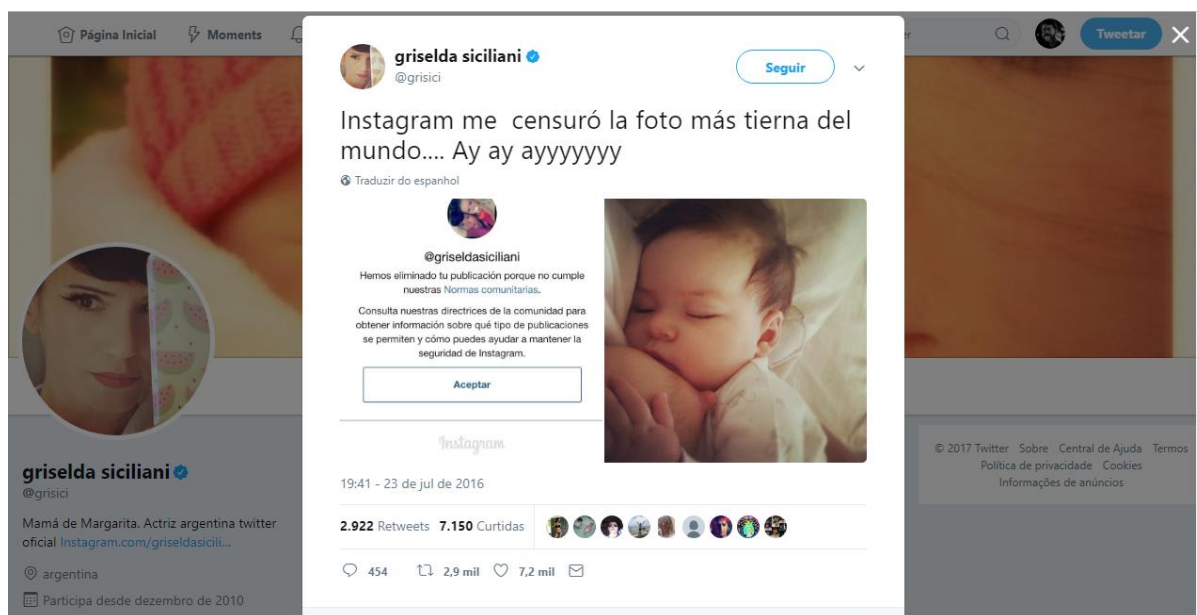 Página Inicial
Moments
Tweetar
griselda siciliani
@grisici
Seguir
Instagram me censuró la foto más tierna del
mundo.... Ay ay ayyyyyyy
Traduzir do espanhol
@griseldasiciliani
Hemos eliminado tu publicación porque no cumple
nuestras Normas comunitarias.
Consulta nuestras directrices de la comunidad para
obtener información sobre qué tipo de publicaciones
se permiten y cómo puedes ayudar a mantener la
seguridad de Instagram.
Aceptar
Instagram
19:41 - 23 de jul de 2016
2.922 Retweets 7.150 Curtidas
454 2,9 mil 7,2 mil
griselda siciliani
@grisici
Mamá de Margarita. Actriz argentina twitter
oficial Instagram.com/griseldasicili...
argentina
Participa desde dezembro de 2010
© 2017 Twitter Sobre Central de Ajuda Termos
Política de privacidade Cookies
Informações de anúncios